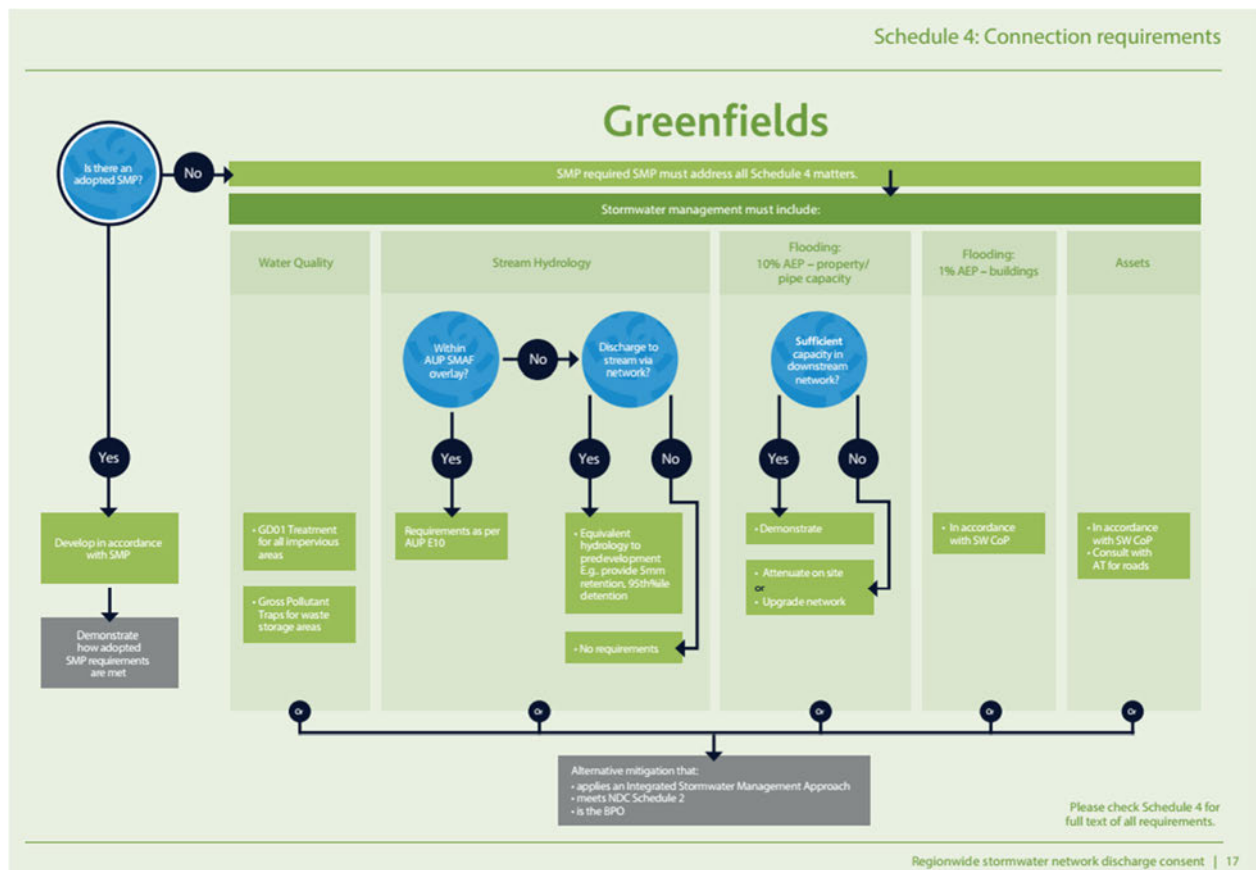 Schedule 4: Connection requirements
Greenfields
Is there an
adopted SMP?
No
SMP required SMP must address all Schedule 4 matters.
Stormwater management must include:
Water Quality
Stream Hydrology
Flooding:
10% AEP – property/
pipe capacity
Flooding:
1% AEP – buildings
Assets
Within
AUP SMAF
overlay?
No
Discharge to
stream via
network?
Sufficient
capacity in
downstream
network?
Yes
Yes
Yes
No
Yes
No
Develop in accordance
with SMP
Demonstrate
how adopted
SMP requirements
are met
• GD01 Treatment
for all impervious
areas
• Gross Pollutant
Traps for waste
storage areas
Requirements as per
AUP E10
• Equivalent
hydrology to
predevelopment
E.g., provide 5mm
retention, 95th%ile
detention
• No requirements
• Demonstrate
• Attenuate on site
or
• Upgrade network
• In accordance
with SW CoP
• In accordance
with SW CoP
• Consult with
AT for roads
Or
Or
Or
Or
Or
Alternative mitigation that:
• applies an Integrated Stormwater Management Approach
• meets NDC Schedule 2
• is the BPO
Please check Schedule 4 for
full text of all requirements.
Regionwide stormwater network discharge consent | 17